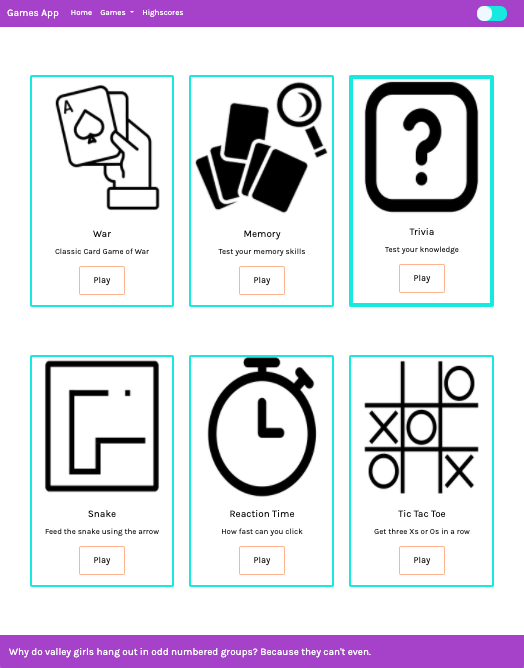 Games App Home Games Highscores
A
War
Classic Card Game of War
Play
Memory
Test your memory skills
Play
?
Trivia
Test your knowledge
Play
Snake
Feed the snake using the arrow
Play
Reaction Time
How fast can you click
Play
O
X O
O X
Tic Tac Toe
Get three Xs or Os in a row
Play
Why do valley girls hang out in odd numbered groups? Because they can't even.